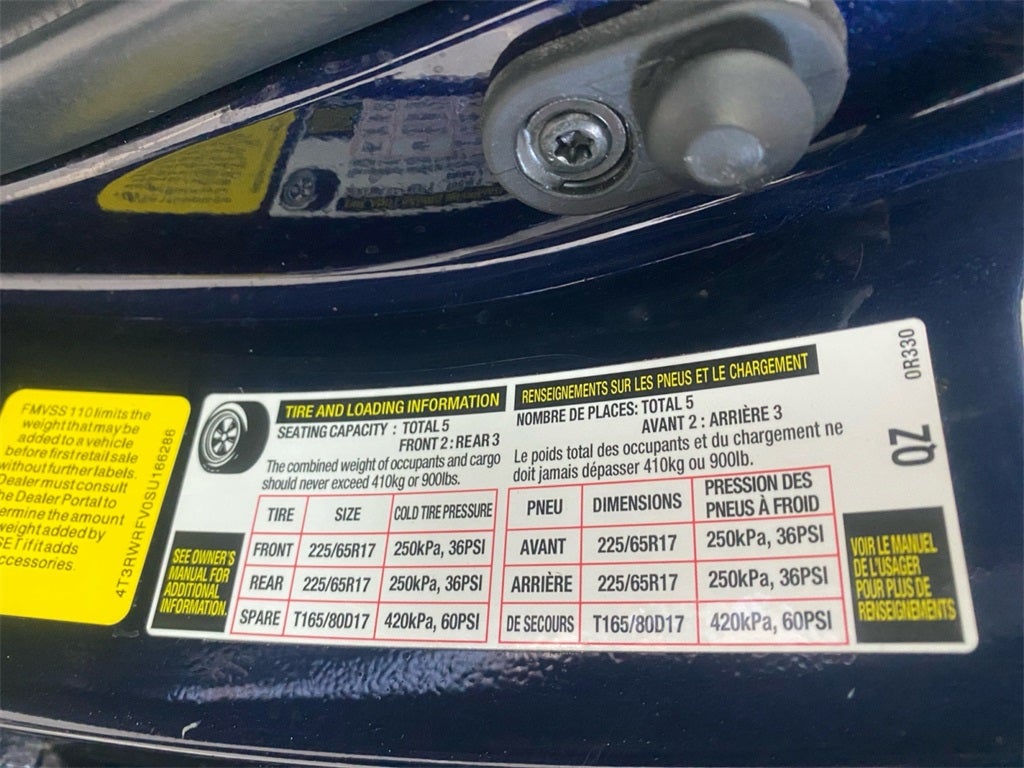 FMVSS 110 limits the
weight that may be
added to a vehicle
before first retail sale
without further labels.
Dealer must consult
the Dealer Portal to
the amount
weight added by
if it adds
accessories.
4T3RWRFV0SU166286
TIRE AND LOADING INFORMATION
SEATING CAPACITY : TOTAL 5
FRONT 2 : REAR 3
The combined weight of occupants and cargo
should never exceed 410kg or 900lbs.
TIRE SIZE COLD TIRE PRESSURE
FRONT 225/65R17 250kPa, 36PSI
REAR 225/65R17 250kPa, 36PSI
SPARE T165/80D17 420kPa, 60PSI
SEE OWNER'S
MANUAL FOR
ADDITIONAL
INFORMATION.
RENSEIGNEMENTS SUR LES PNEUS ET LE CHARGEMENT
NOMBRE DE PLACES: TOTAL 5
AVANT 2 : ARRIÈRE 3
Le poids total des occupants et du chargement ne
doit jamais dépasser 410kg ou 900lb.
PNEU DIMENSIONS PRESSION DES
PNEUS À FROID
AVANT 225/65R17 250kPa, 36PSI
ARRIÈRE 225/65R17 250kPa, 36PSI
DE SECOURS T165/80D17 420kPa, 60PSI
VOIR LE MANUEL
DE L'USAGER
POUR PLUS DE
RENSEIGNEMENTS
QZ
0R330